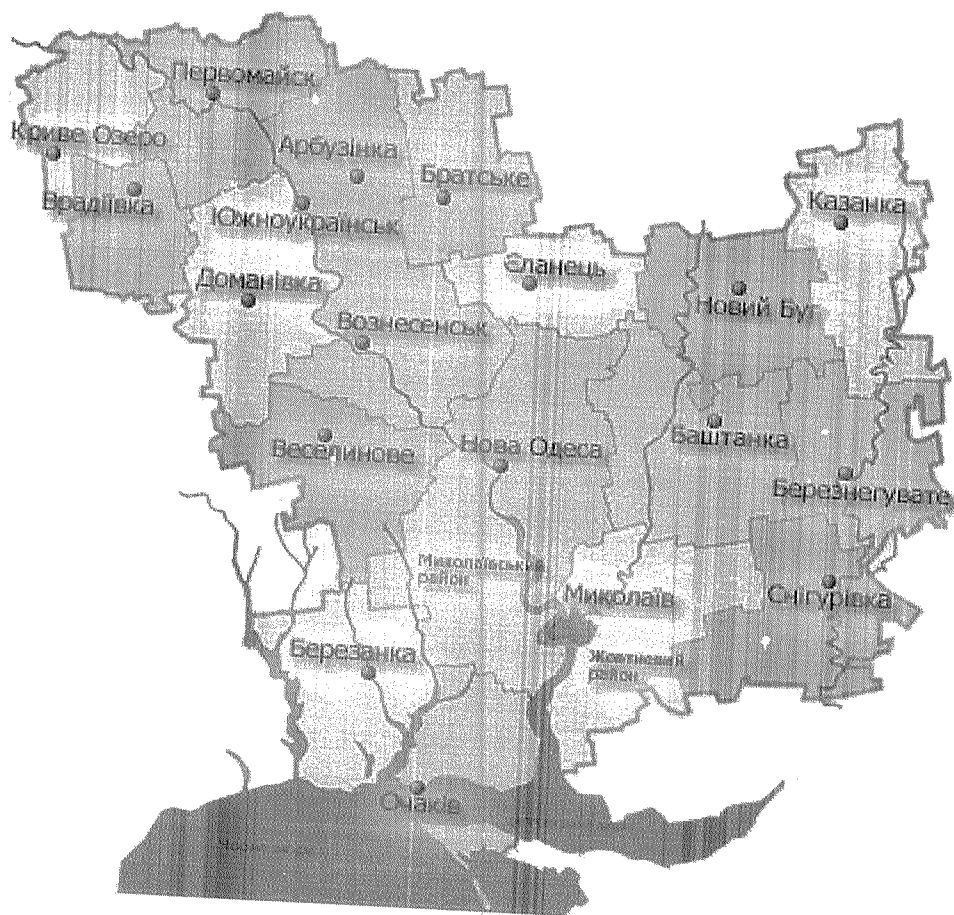 Первомайск
Криве Озеро
Арбузінка
Братське
Врадіївка
Южноукраїнськ
Казанка
Єланець
Доманівка
Новий Буг
Вознесенськ
Баштанка
Веселинове
Нова Одеса
Березнегувате
Миколаївський
район
Миколаїв
Снігурівка
Березанка
Жовтневий
район
Очаків